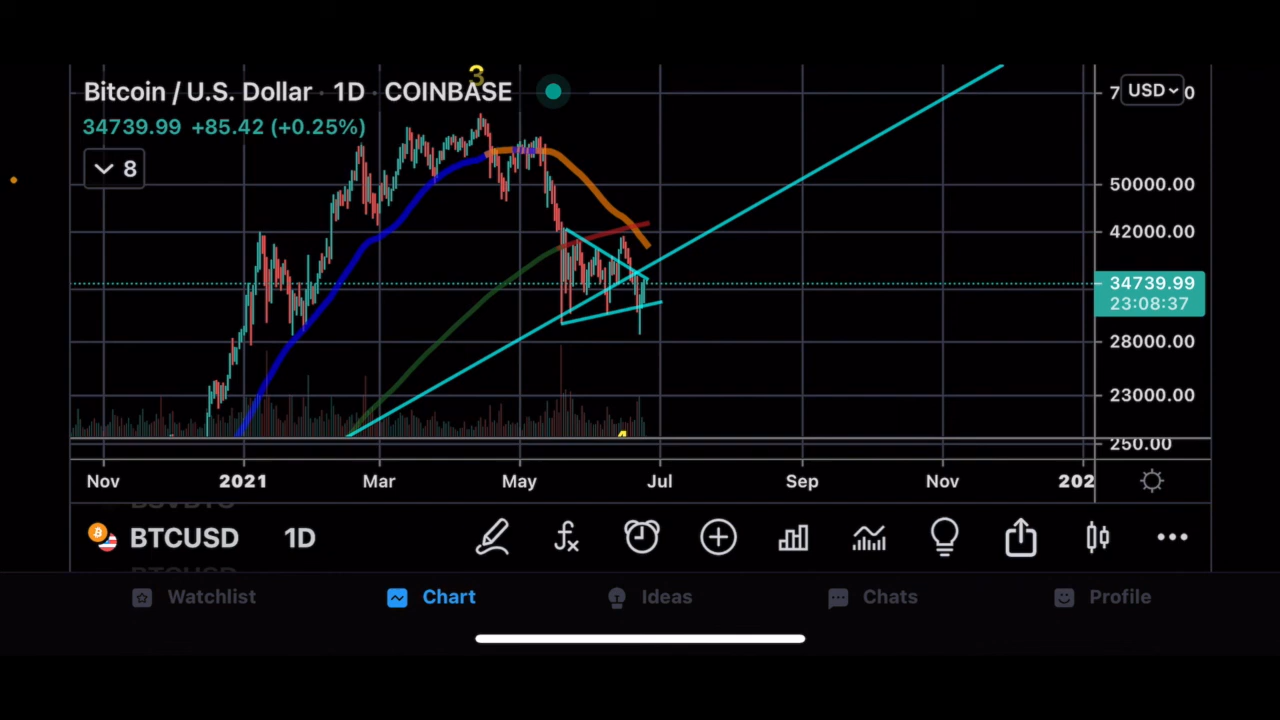 3
Bitcoin / U.S. Dollar · 1D · COINBASE
34739.99 +85.42 (+0.25%)
8
USD
50000.00
42000.00
34739.99
23:08:37
28000.00
23000.00
250.00
Nov 2021 Mar May Jul Sep Nov 202
BTCUSD 1D
Watchlist Chart Ideas Chats Profile